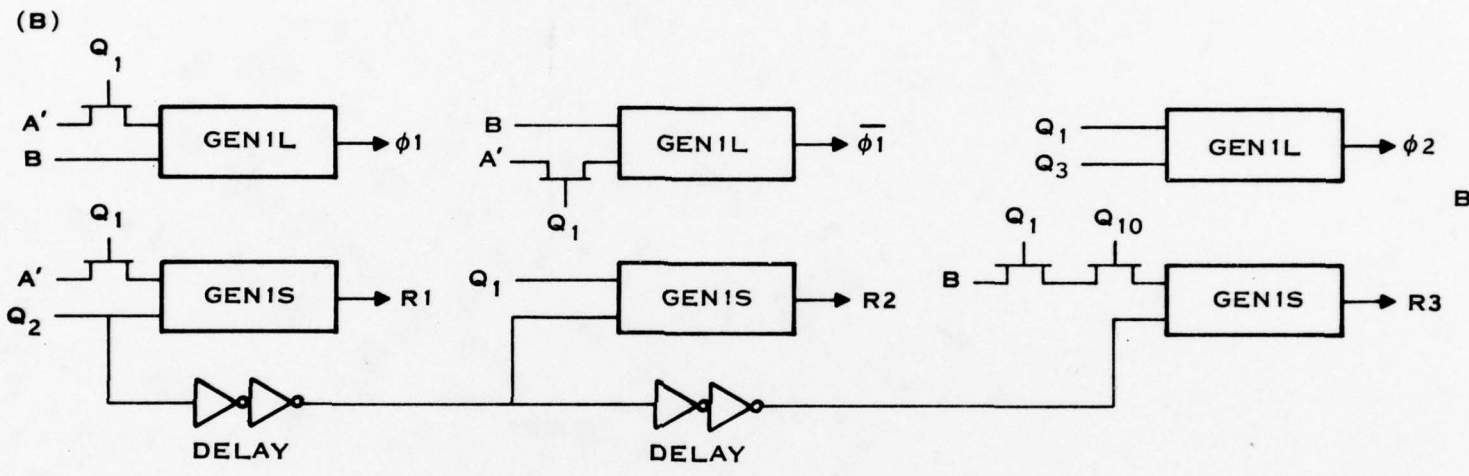 (B)
Q1
A'
B
GEN1L
φ1
B
A'
Q1
GEN1L
φ1̅
Q1
Q3
GEN1L
φ2
B
Q1
A'
Q2
GEN1S
R1
Q1
GEN1S
R2
Q1
Q10
B
GEN1S
R3
DELAY
DELAY